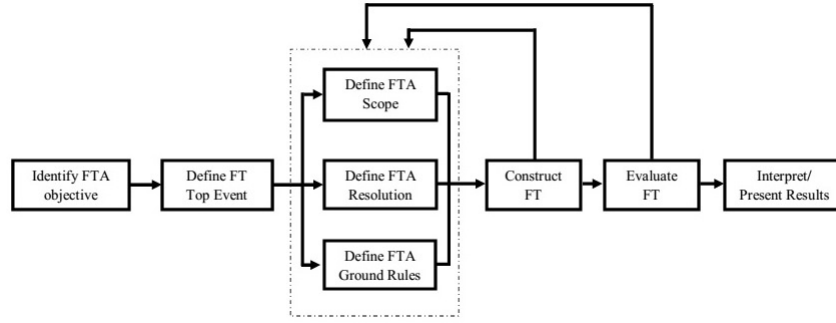 Identify FTA
objective
Define FT
Top Event
Define FTA
Scope
Define FTA
Resolution
Define FTA
Ground Rules
Construct
FT
Evaluate
FT
Interpret/
Present Results